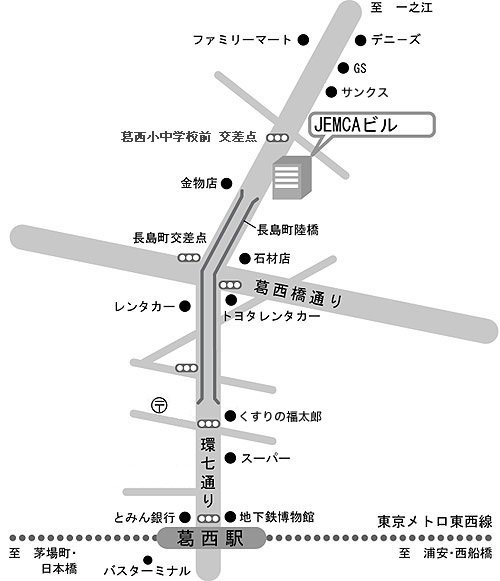 至 一之江
ファミリーマート
デニーズ
GS
サンクス
JEMCAビル
葛西小中学校前 交差点
金物店
長島町陸橋
長島町交差点
石材店
葛西橋通り
レンタカー
トヨタレンタカー
〒
くすりの福太郎
環七通り
スーパー
とみん銀行
地下鉄博物館
東京メトロ東西線
葛西駅
至 茅場町・
日本橋
至 浦安・西船橋
バスターミナル